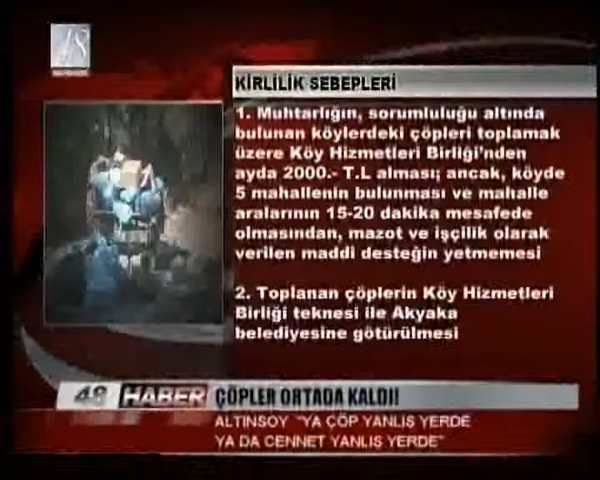 48
KİRLİLİK SEBEPLERİ
1. Muhtarlığın, sorumluluğu altında
bulunan köylerdeki çöpleri toplamak
üzere Köy Hizmetleri Birliği'nden
ayda 2000.- T.L alması; ancak, köyde
5 mahallenin bulunması ve mahalle
aralarının 15-20 dakika mesafede
olmasından, mazot ve işçilik olarak
verilen maddi desteğin yetmemesi
2. Toplanan çöplerin Köy Hizmetleri
Birliği teknesi ile Akyaka
belediyesine götürülmesi
48 HABER ÇÖPLER ORTADA KALDI!
ALTINSOY "YA ÇÖP YANLIS YERDE
YA DA CENNET YANLIS YERDE"